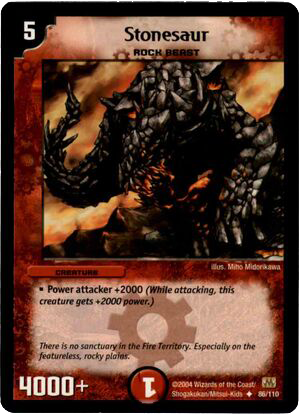 5
Stonesaur
ROCK BEAST
illus. Miho Midorikawa
CREATURE
▪ Power attacker +2000 (While attacking, this
creature gets +2000 power.)
There is no sanctuary in the Fire Territory. Especially on the
featureless, rocky plains.
4000+
1
©2004 Wizards of the Coast/
Shogakukan/Mitsui-Kids ♦ 86/110